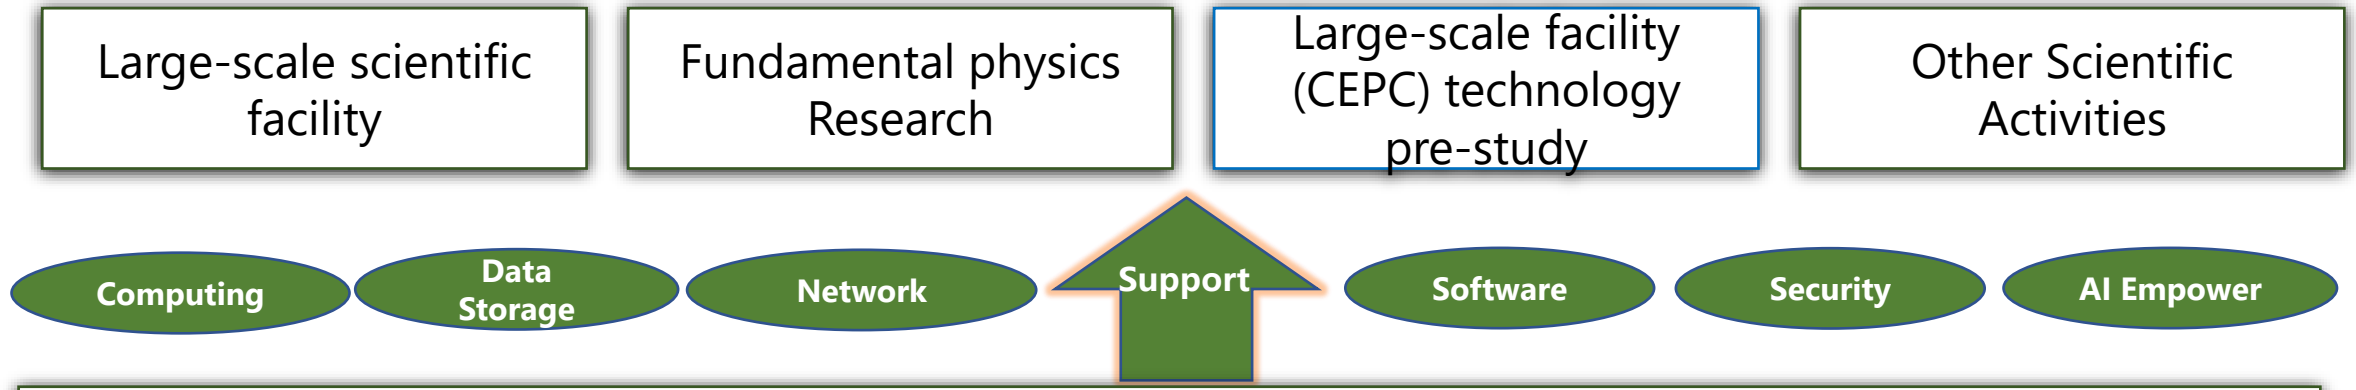 Large-scale scientific
facility
Fundamental physics
Research
Large-scale facility
(CEPC) technology
pre-study
Other Scientific
Activities
Computing
Data
Storage
Network
Support
Software
Security
AI Empower